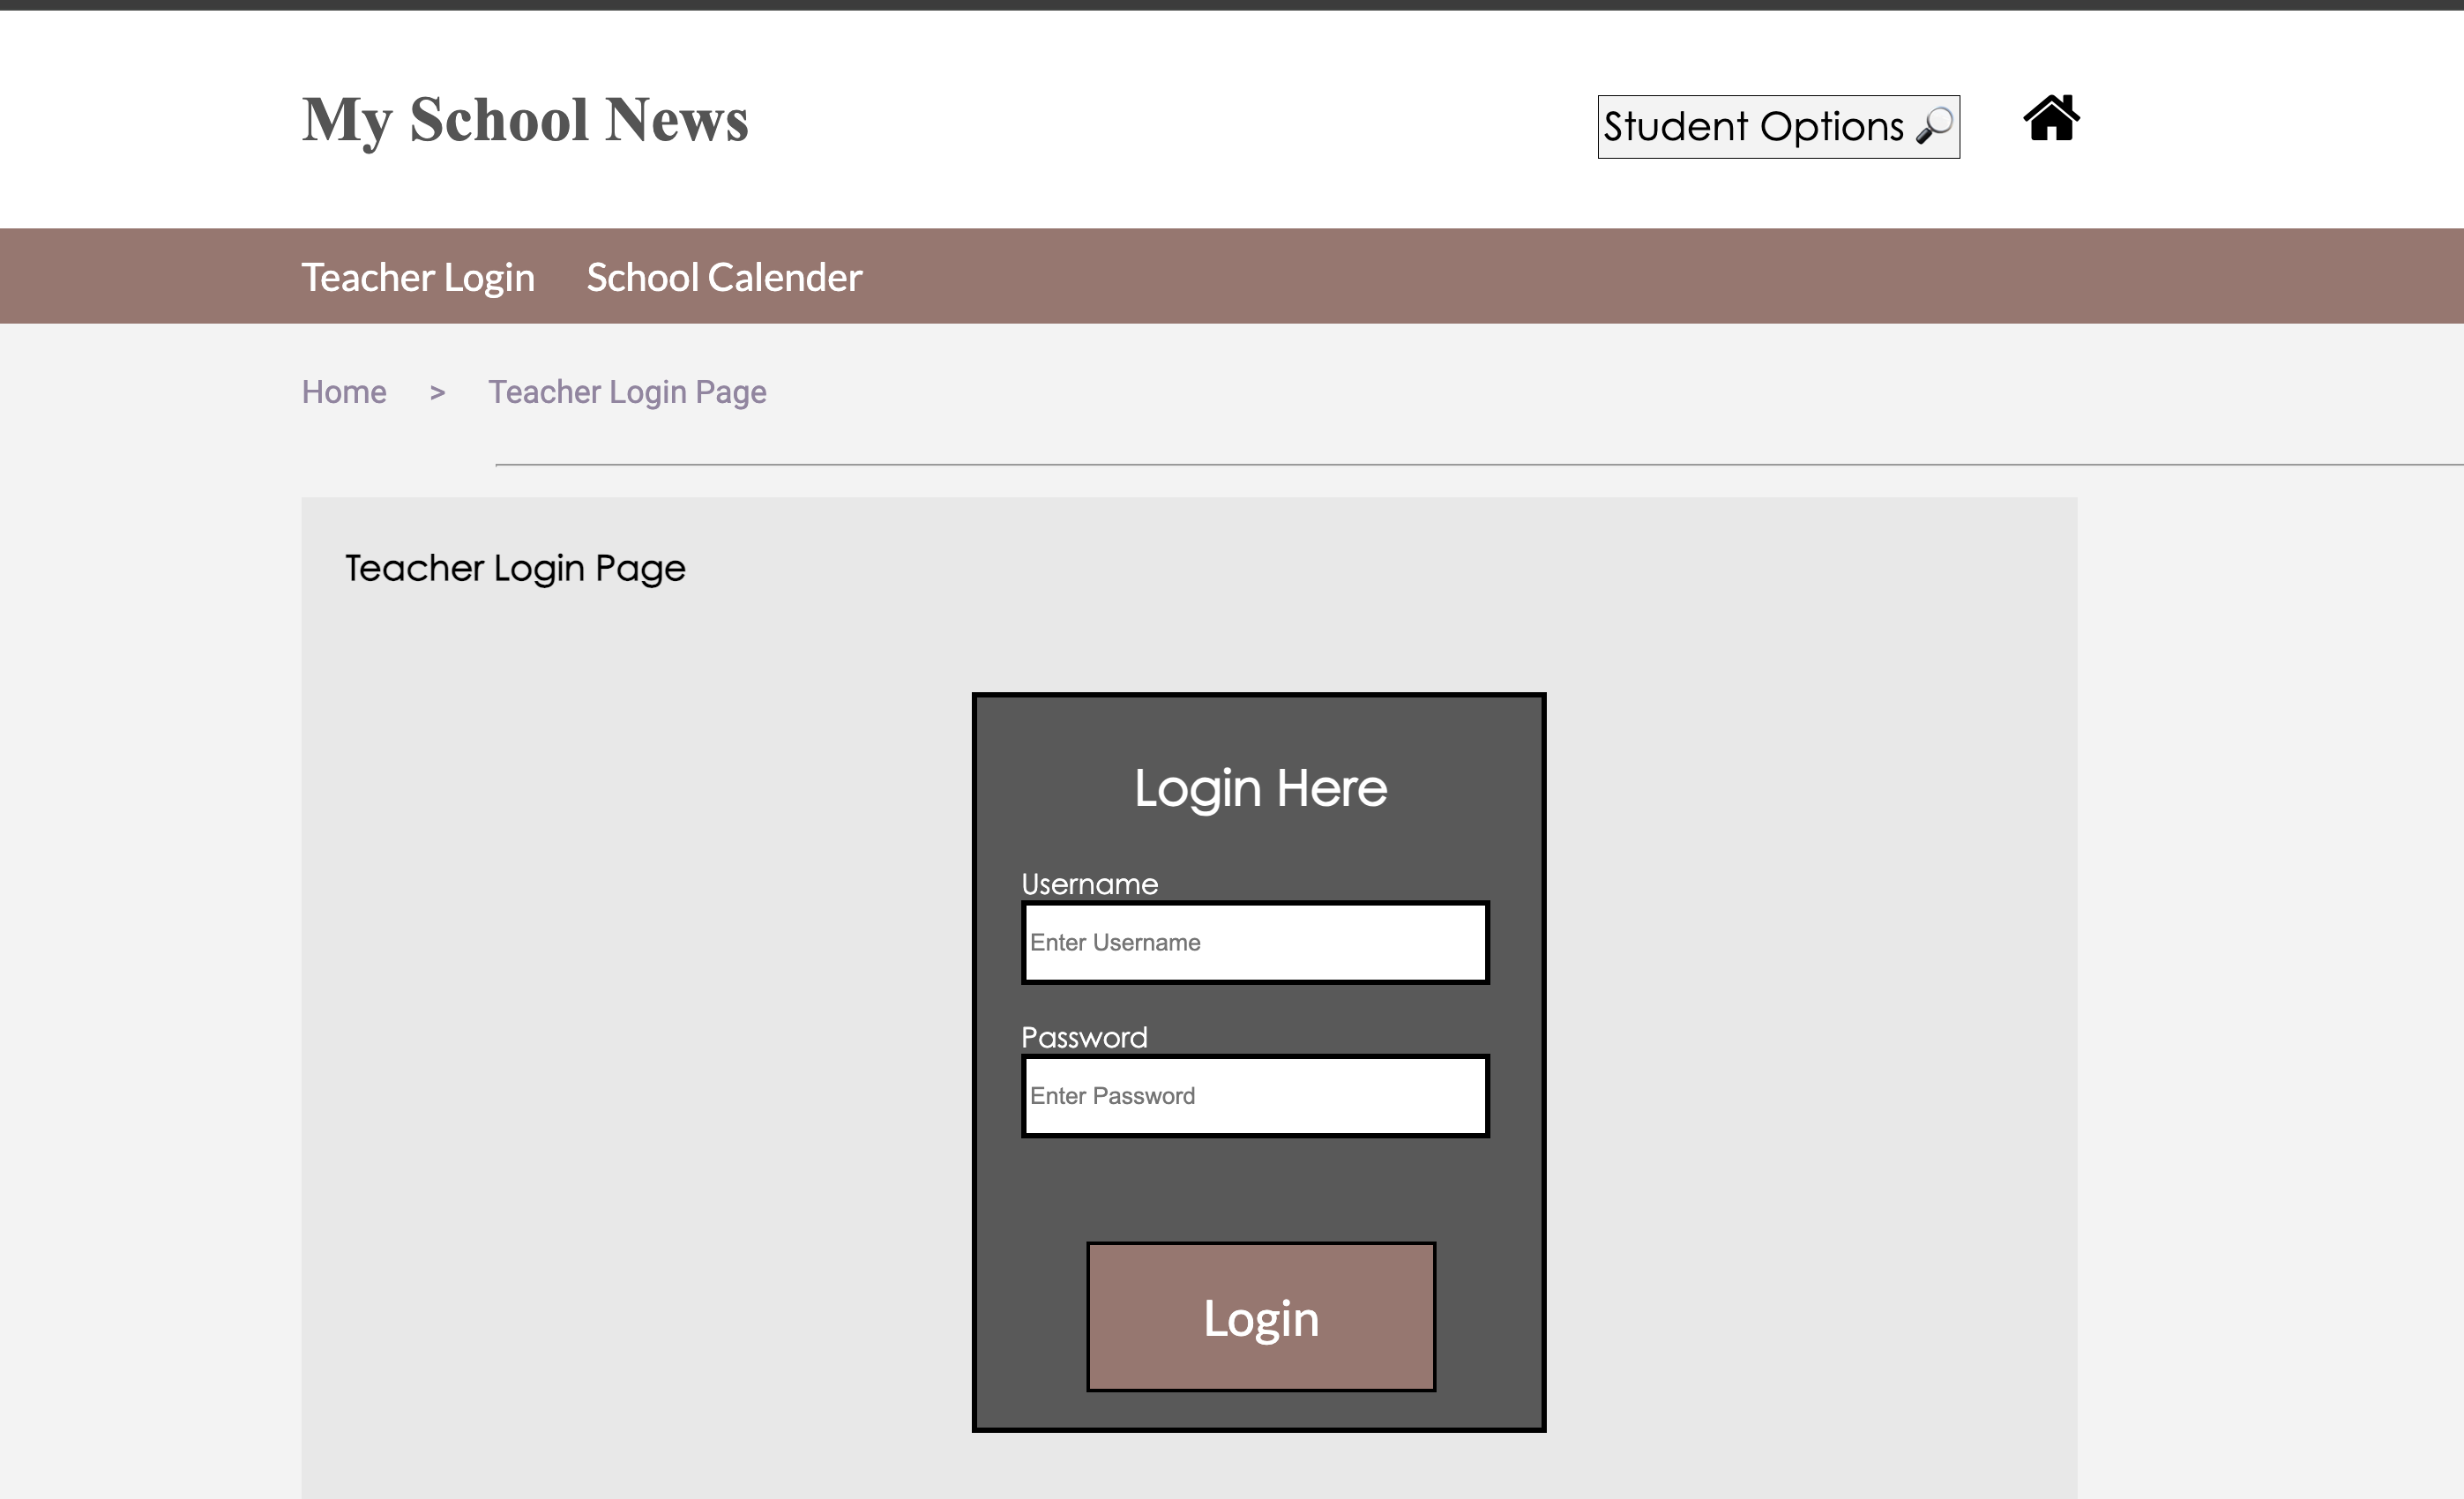 My School News
Student Options 🔎
Teacher Login
School Calender
Home > Teacher Login Page
Teacher Login Page
Login Here
Username
Enter Username
Password
Enter Password
Login